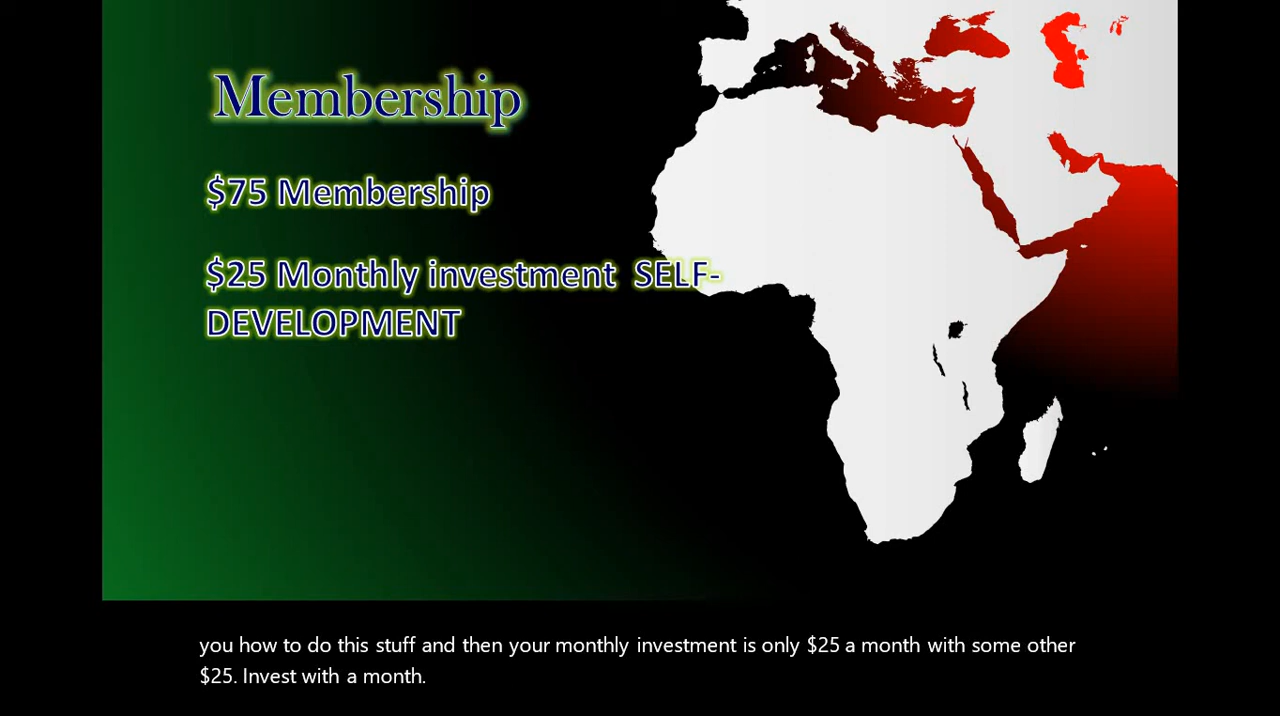 Membership
$75 Membership
$25 Monthly investment  SELF-
DEVELOPMENT
you how to do this stuff and then your monthly investment is only $25 a month with some other
$25. Invest with a month.